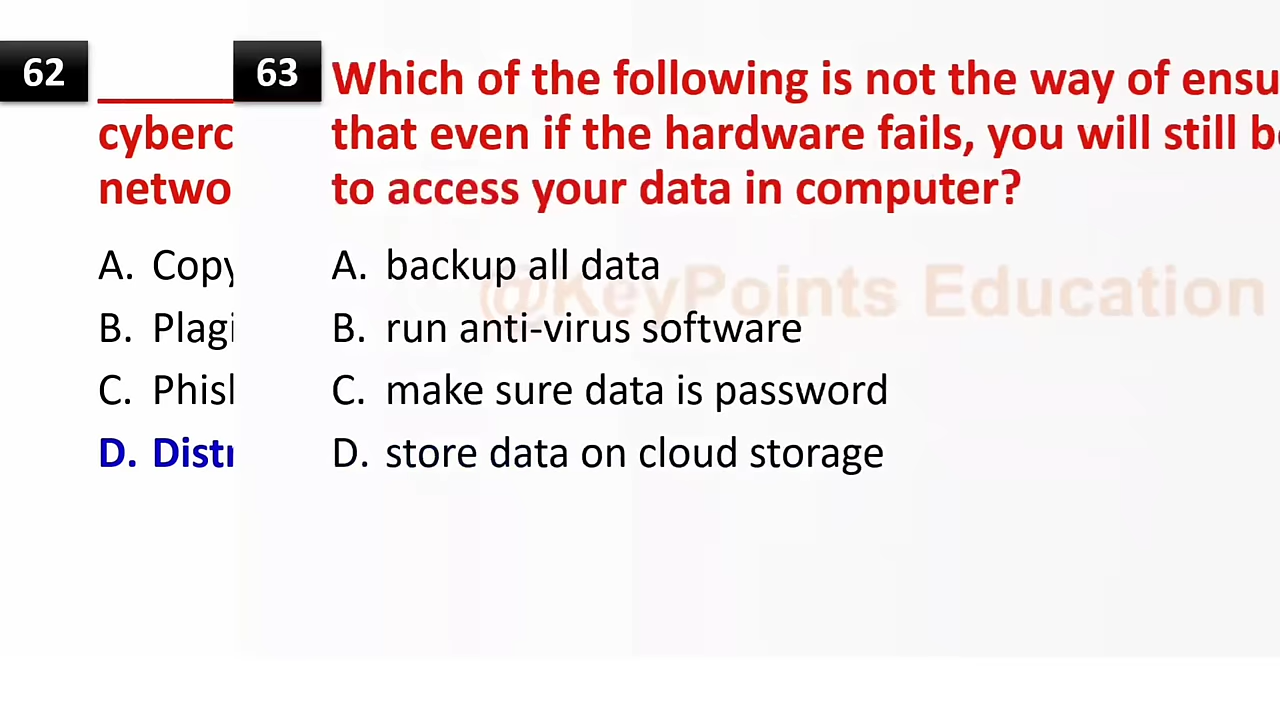 62
cyberc
netwo
A. Copy
B. Plagi
C. Phish
D. Distr
63
Which of the following is not the way of ensu
that even if the hardware fails, you will still be
to access your data in computer?
A. backup all data
B. run anti-virus software
C. make sure data is password
D. store data on cloud storage
@KeyPoints Education